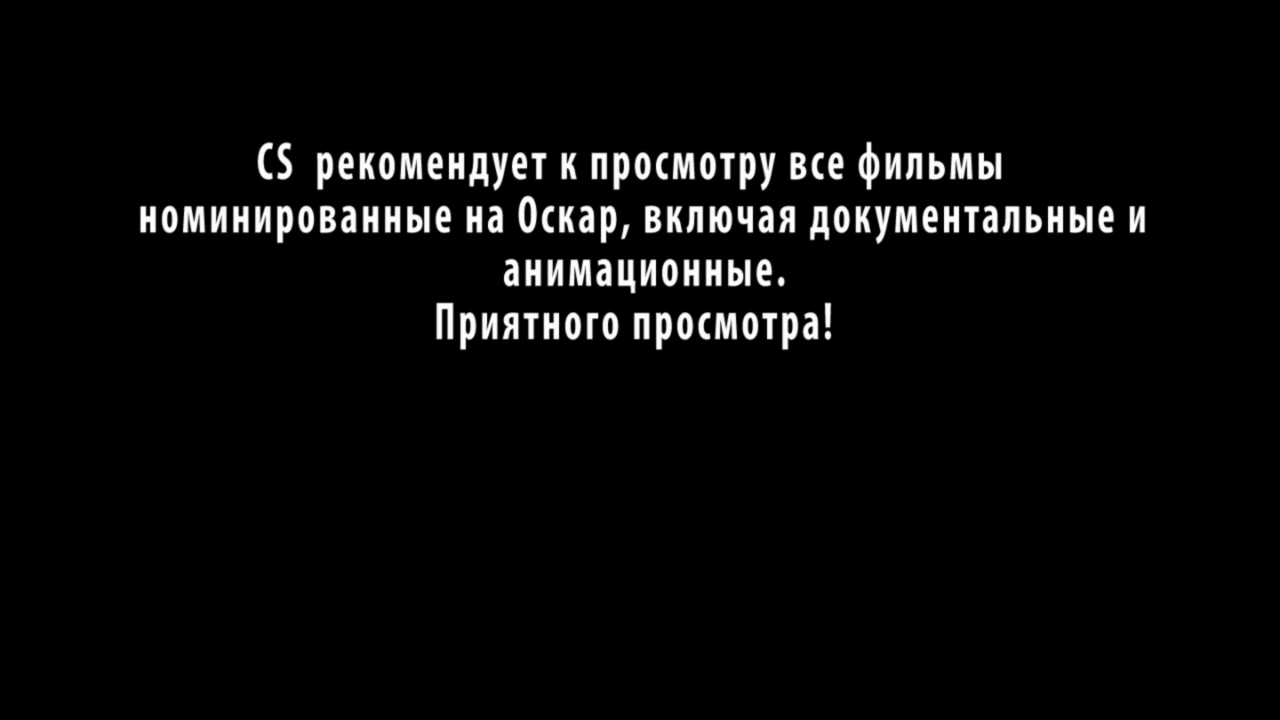 CS рекомендует к просмотру все фильмы
номинированные на Оскар, включая документальные и
анимационные.
Приятного просмотра!